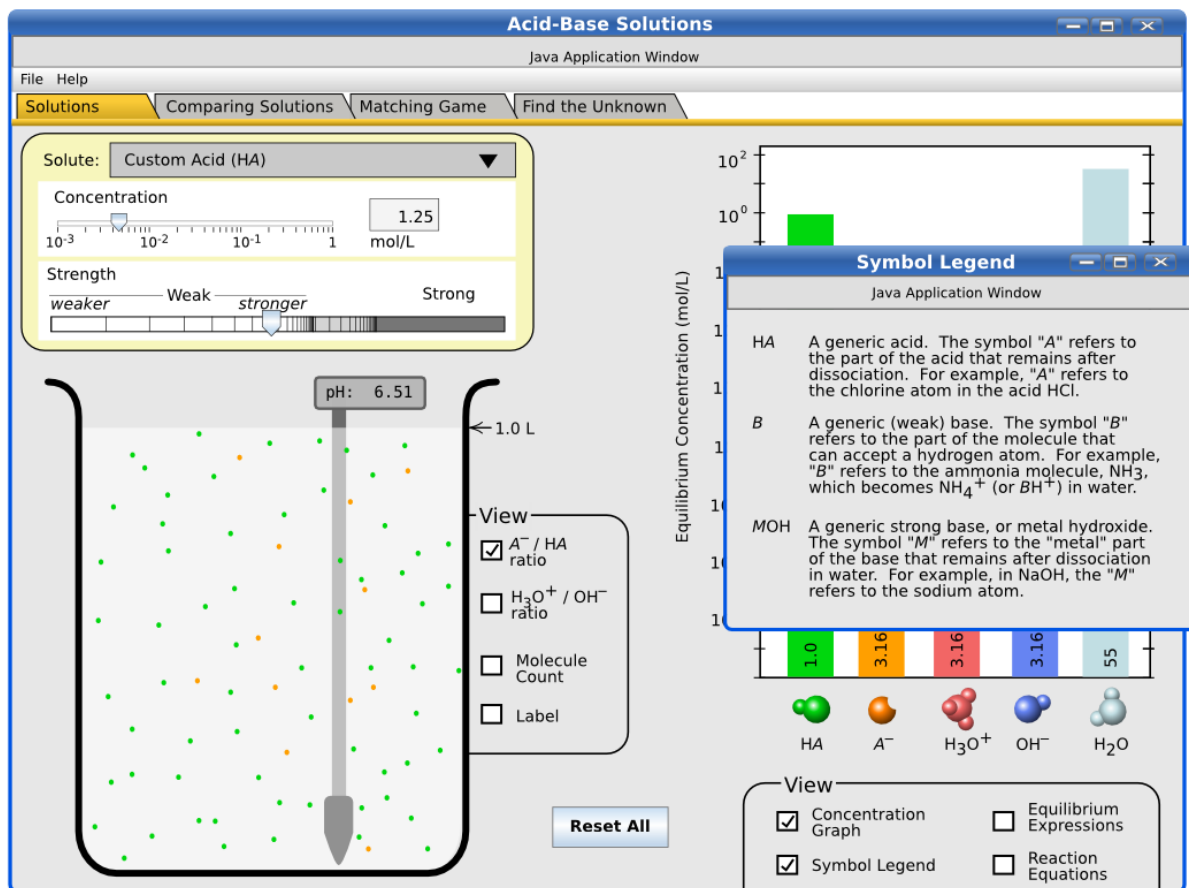 Acid-Base Solutions
Java Application Window
File Help
Solutions
Comparing Solutions
Matching Game
Find the Unknown
Solute:
Custom Acid (HA)
Concentration
1.25
10⁻³ 10⁻² 10⁻¹ 1
mol/L
Strength
weaker
Weak
stronger
Strong
pH: 6.51
1.0 L
View
A⁻ / HA
ratio
H₃O⁺ / OH⁻
ratio
Molecule
Count
Label
Reset All
Equilibrium Concentration (mol/L)
10²
10⁰
Symbol Legend
Java Application Window
HA A generic acid. The symbol "A" refers to
the part of the acid that remains after
dissociation. For example, "A" refers to
the chlorine atom in the acid HCl.
B A generic (weak) base. The symbol "B"
refers to the part of the molecule that
can accept a hydrogen atom. For example,
"B" refers to the ammonia molecule, NH₃,
which becomes NH₄⁺ (or BH⁺) in water.
MOH A generic strong base, or metal hydroxide.
The symbol "M" refers to the "metal" part
of the base that remains after dissociation
in water. For example, in NaOH, the "M"
refers to the sodium atom.
1.0
3.16
3.16
3.16
55
HA A⁻ H₃O⁺ OH⁻ H₂O
View
Concentration
Graph
Equilibrium
Expressions
Symbol Legend
Reaction
Equations